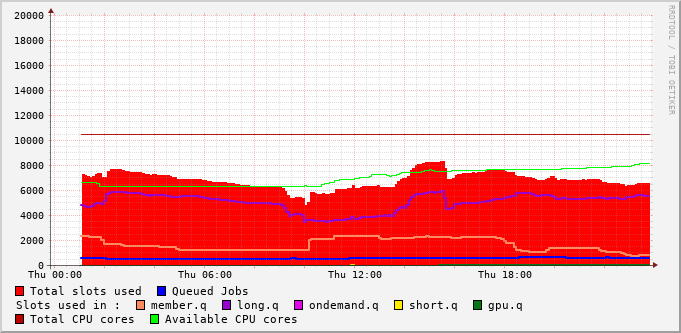 RRDTOOL / TOBI OETIKER
20000
18000
16000
14000
12000
10000
8000
6000
4000
2000
0
Thu 00:00 Thu 06:00 Thu 12:00 Thu 18:00
Total slots used Queued Jobs
Slots used in : member.q long.q ondemand.q short.q gpu.q
Total CPU cores Available CPU cores